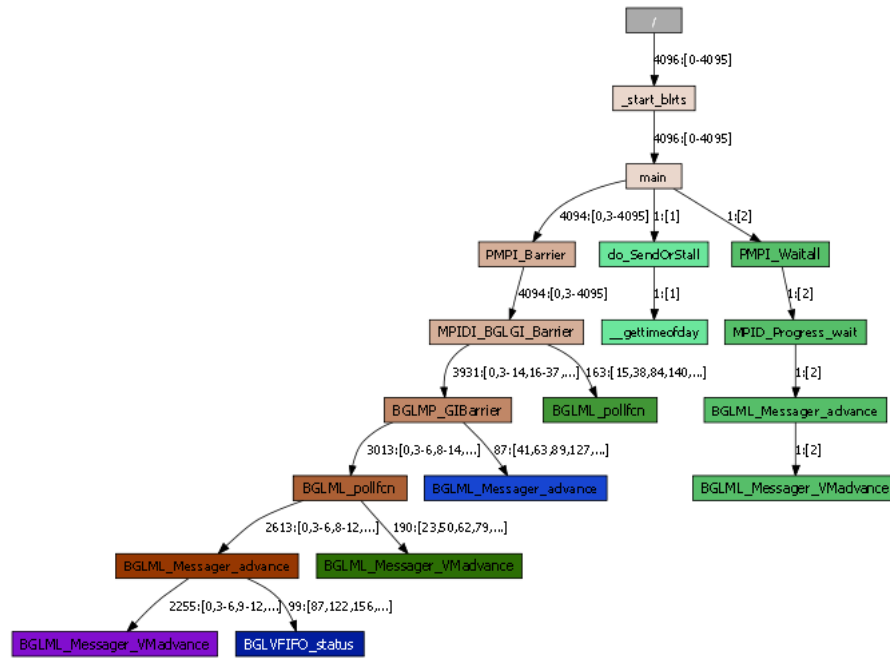 /
4096:[0-4095]
_start_blrts
4096:[0-4095]
main
4094:[0,3-4095]
1:[1]
1:[2]
PMPI_Barrier
do_SendOrStall
PMPI_Waitall
4094:[0,3-4095]
1:[1]
1:[2]
MPIDI_BGLGI_Barrier
__gettimeofday
MPID_Progress_wait
3931:[0,3-14,16-37,...]
163:[15,38,84,140,...]
1:[2]
BGLMP_GIBarrier
BGLML_pollfcn
BGLML_Messager_advance
3013:[0,3-6,8-14,...]
87:[41,63,89,127,...]
1:[2]
BGLML_pollfcn
BGLML_Messager_advance
BGLML_Messager_VMadvance
2613:[0,3-6,8-12,...]
190:[23,50,62,79,...]
BGLML_Messager_advance
BGLML_Messager_VMadvance
2255:[0,3-6,9-12,...]
99:[87,122,156,...]
BGLML_Messager_VMadvance
BGLVFIFO_status